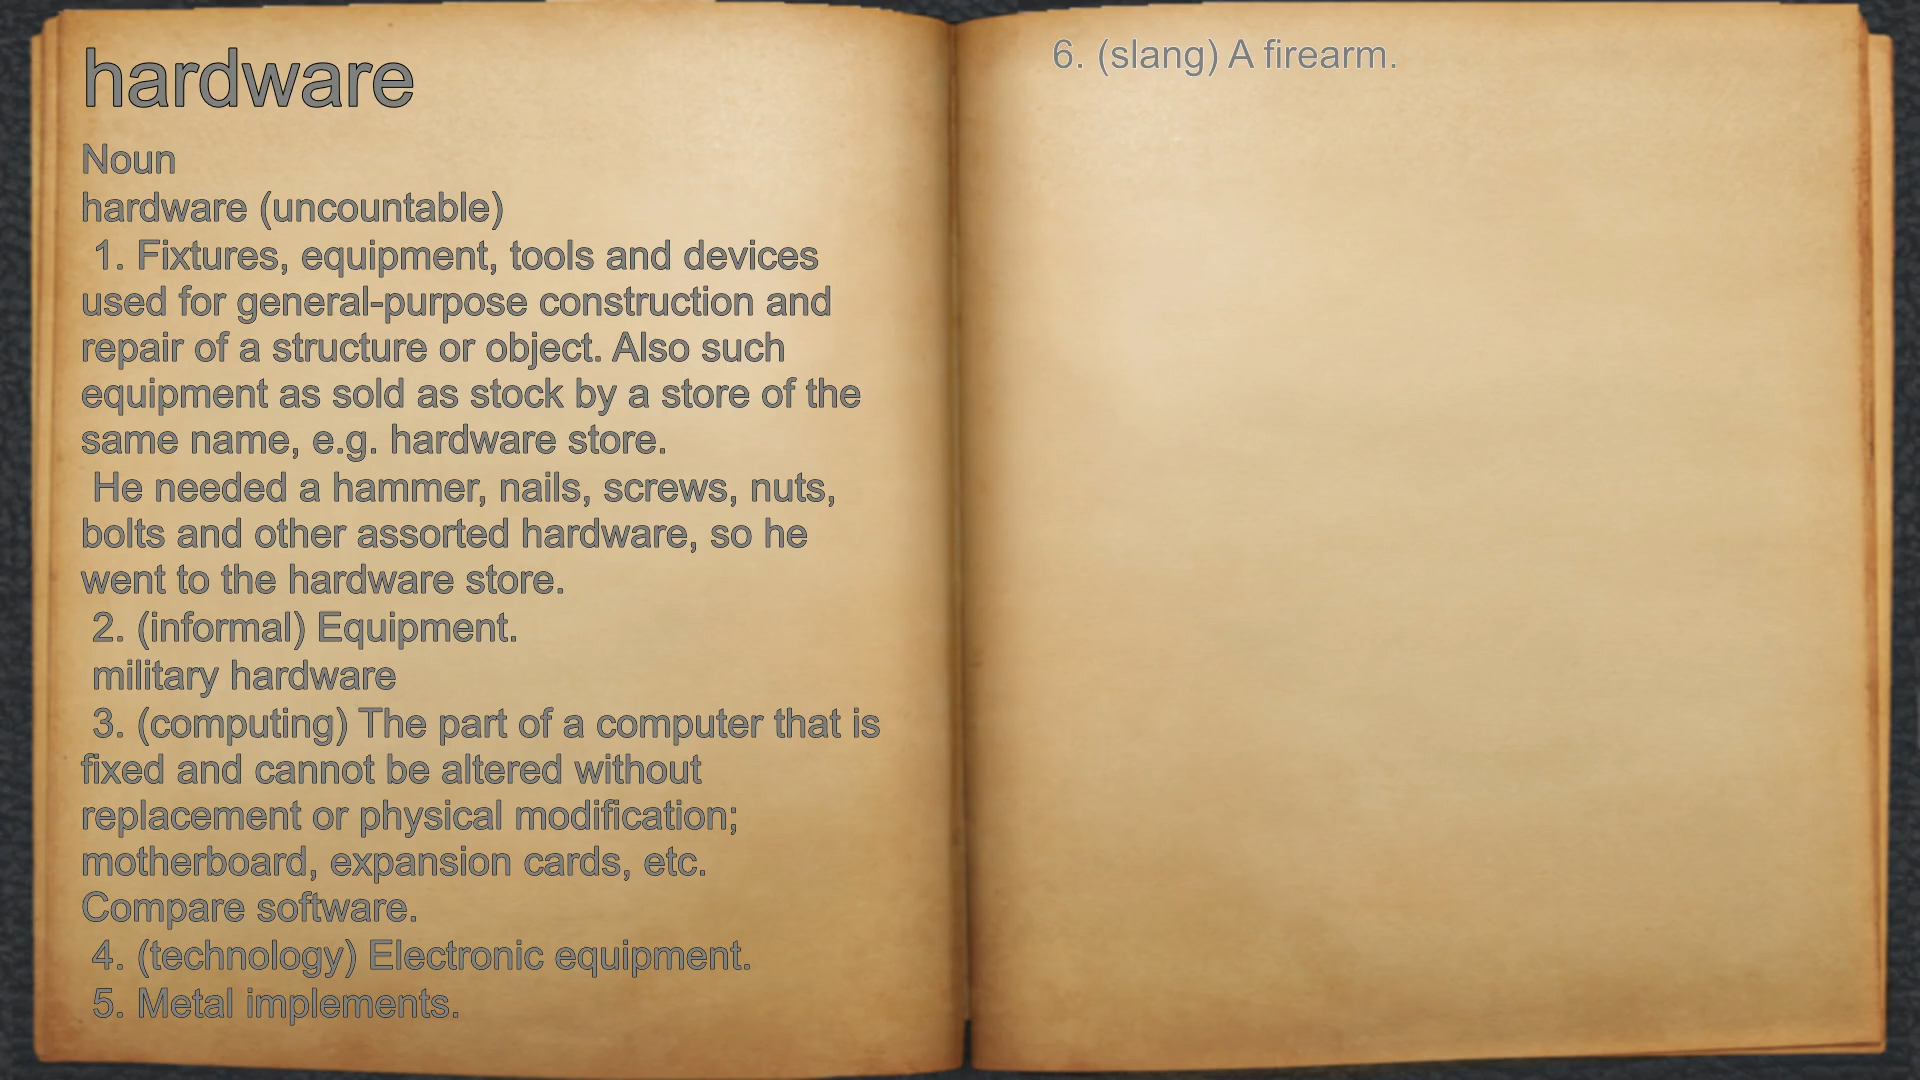 hardware
Noun
hardware (uncountable)
1. Fixtures, equipment, tools and devices
used for general-purpose construction and
repair of a structure or object. Also such
equipment as sold as stock by a store of the
same name, e.g. hardware store.
He needed a hammer, nails, screws, nuts,
bolts and other assorted hardware, so he
went to the hardware store.
2. (informal) Equipment.
military hardware
3. (computing) The part of a computer that is
fixed and cannot be altered without
replacement or physical modification;
motherboard, expansion cards, etc.
Compare software.
4. (technology) Electronic equipment.
5. Metal implements.
6. (slang) A firearm.